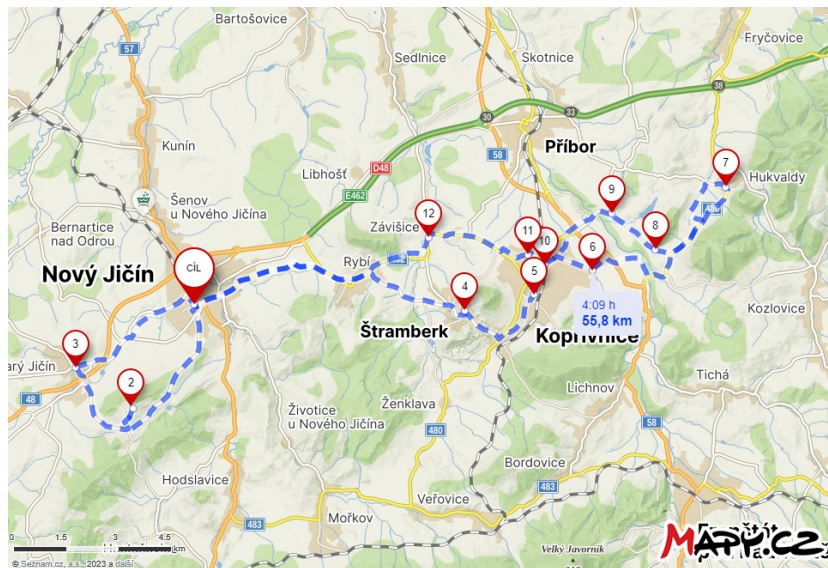 Bartošovice
57
Fryčovice
Sedlnice
Skotnice
38
33
30
58
Příbor
Kunín
D48
Libhošť
E462
7
Hukvaldy
9
Šenov
u Nového Jičína
12
Závišice
11
10
8
6
Bernartice
nad Odrou
Nový Jičín
CÍL
Rybí
4
5
4:09 h
55,8 km
Kozlovice
Štramberk
Kopřivnice
3
2
48
Tichá
Lichnov
Ženklava
Životice
u Nového Jičína
480
58
Bordovice
Hodslavice
483
Veřovice
483
Mořkov
0 1.5 3 4.5 km
Velký Javorník
Mapy.cz
© Seznam.cz, a.s., 2023 a další